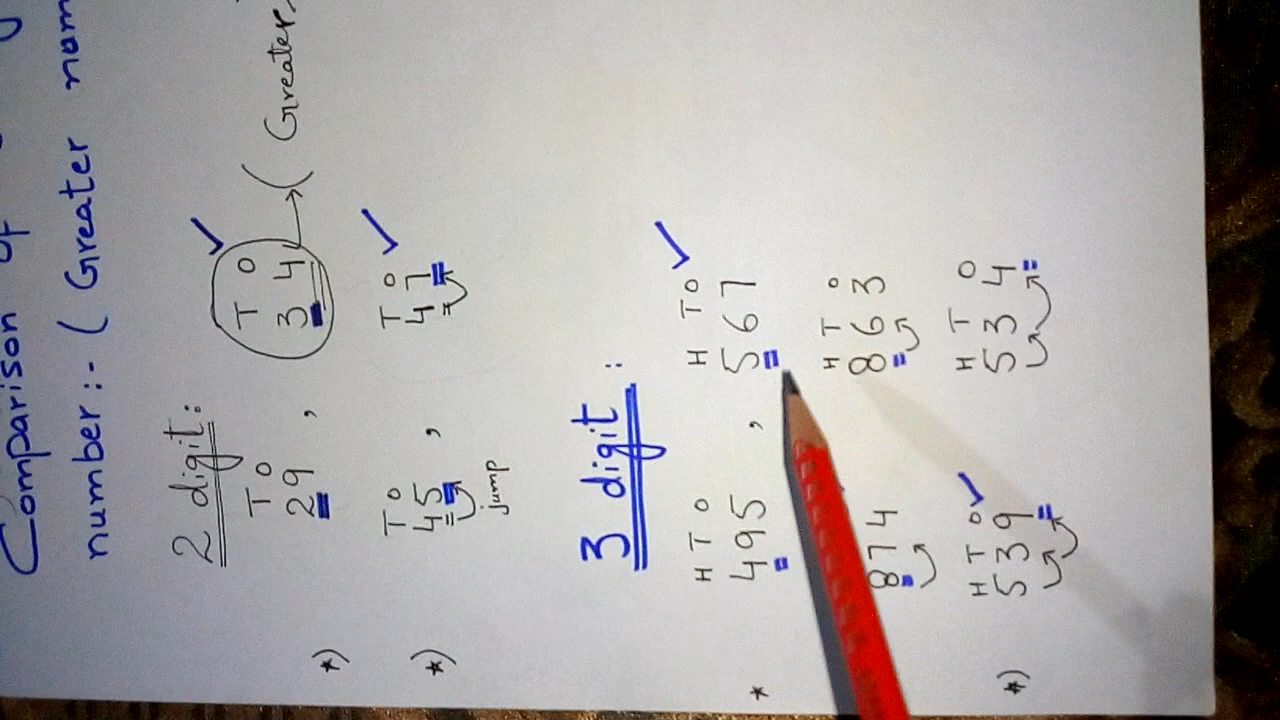 Comparison of
number:- ( Greater num
2 digit:
T O T O
*) 29 , 34 → ( Greater
T O T O
*) 45 , 47
jump
3 digit :
H T O H T O
* 495 , 567
H T O
874 863
H T O H T O
*) 539 534